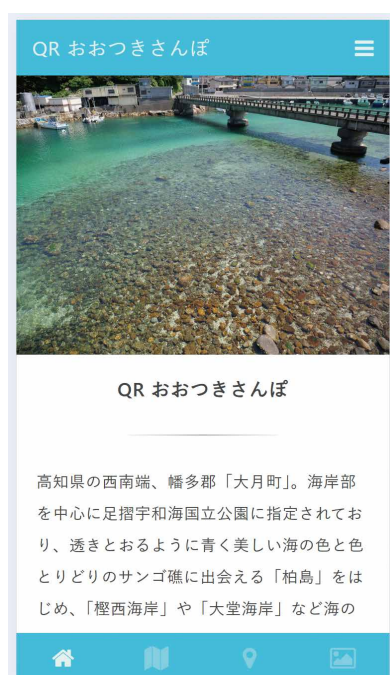 QR おおつきさんぽ
QR おおつきさんぽ
高知県の西南端、幡多郡「大月町」。海岸部
を中心に足摺宇和海国立公園に指定されてお
り、透きとおるように青く美しい海の色と色
とりどりのサンゴ礁に出会える「柏島」をは
じめ、「樫西海岸」や「大堂海岸」など海の